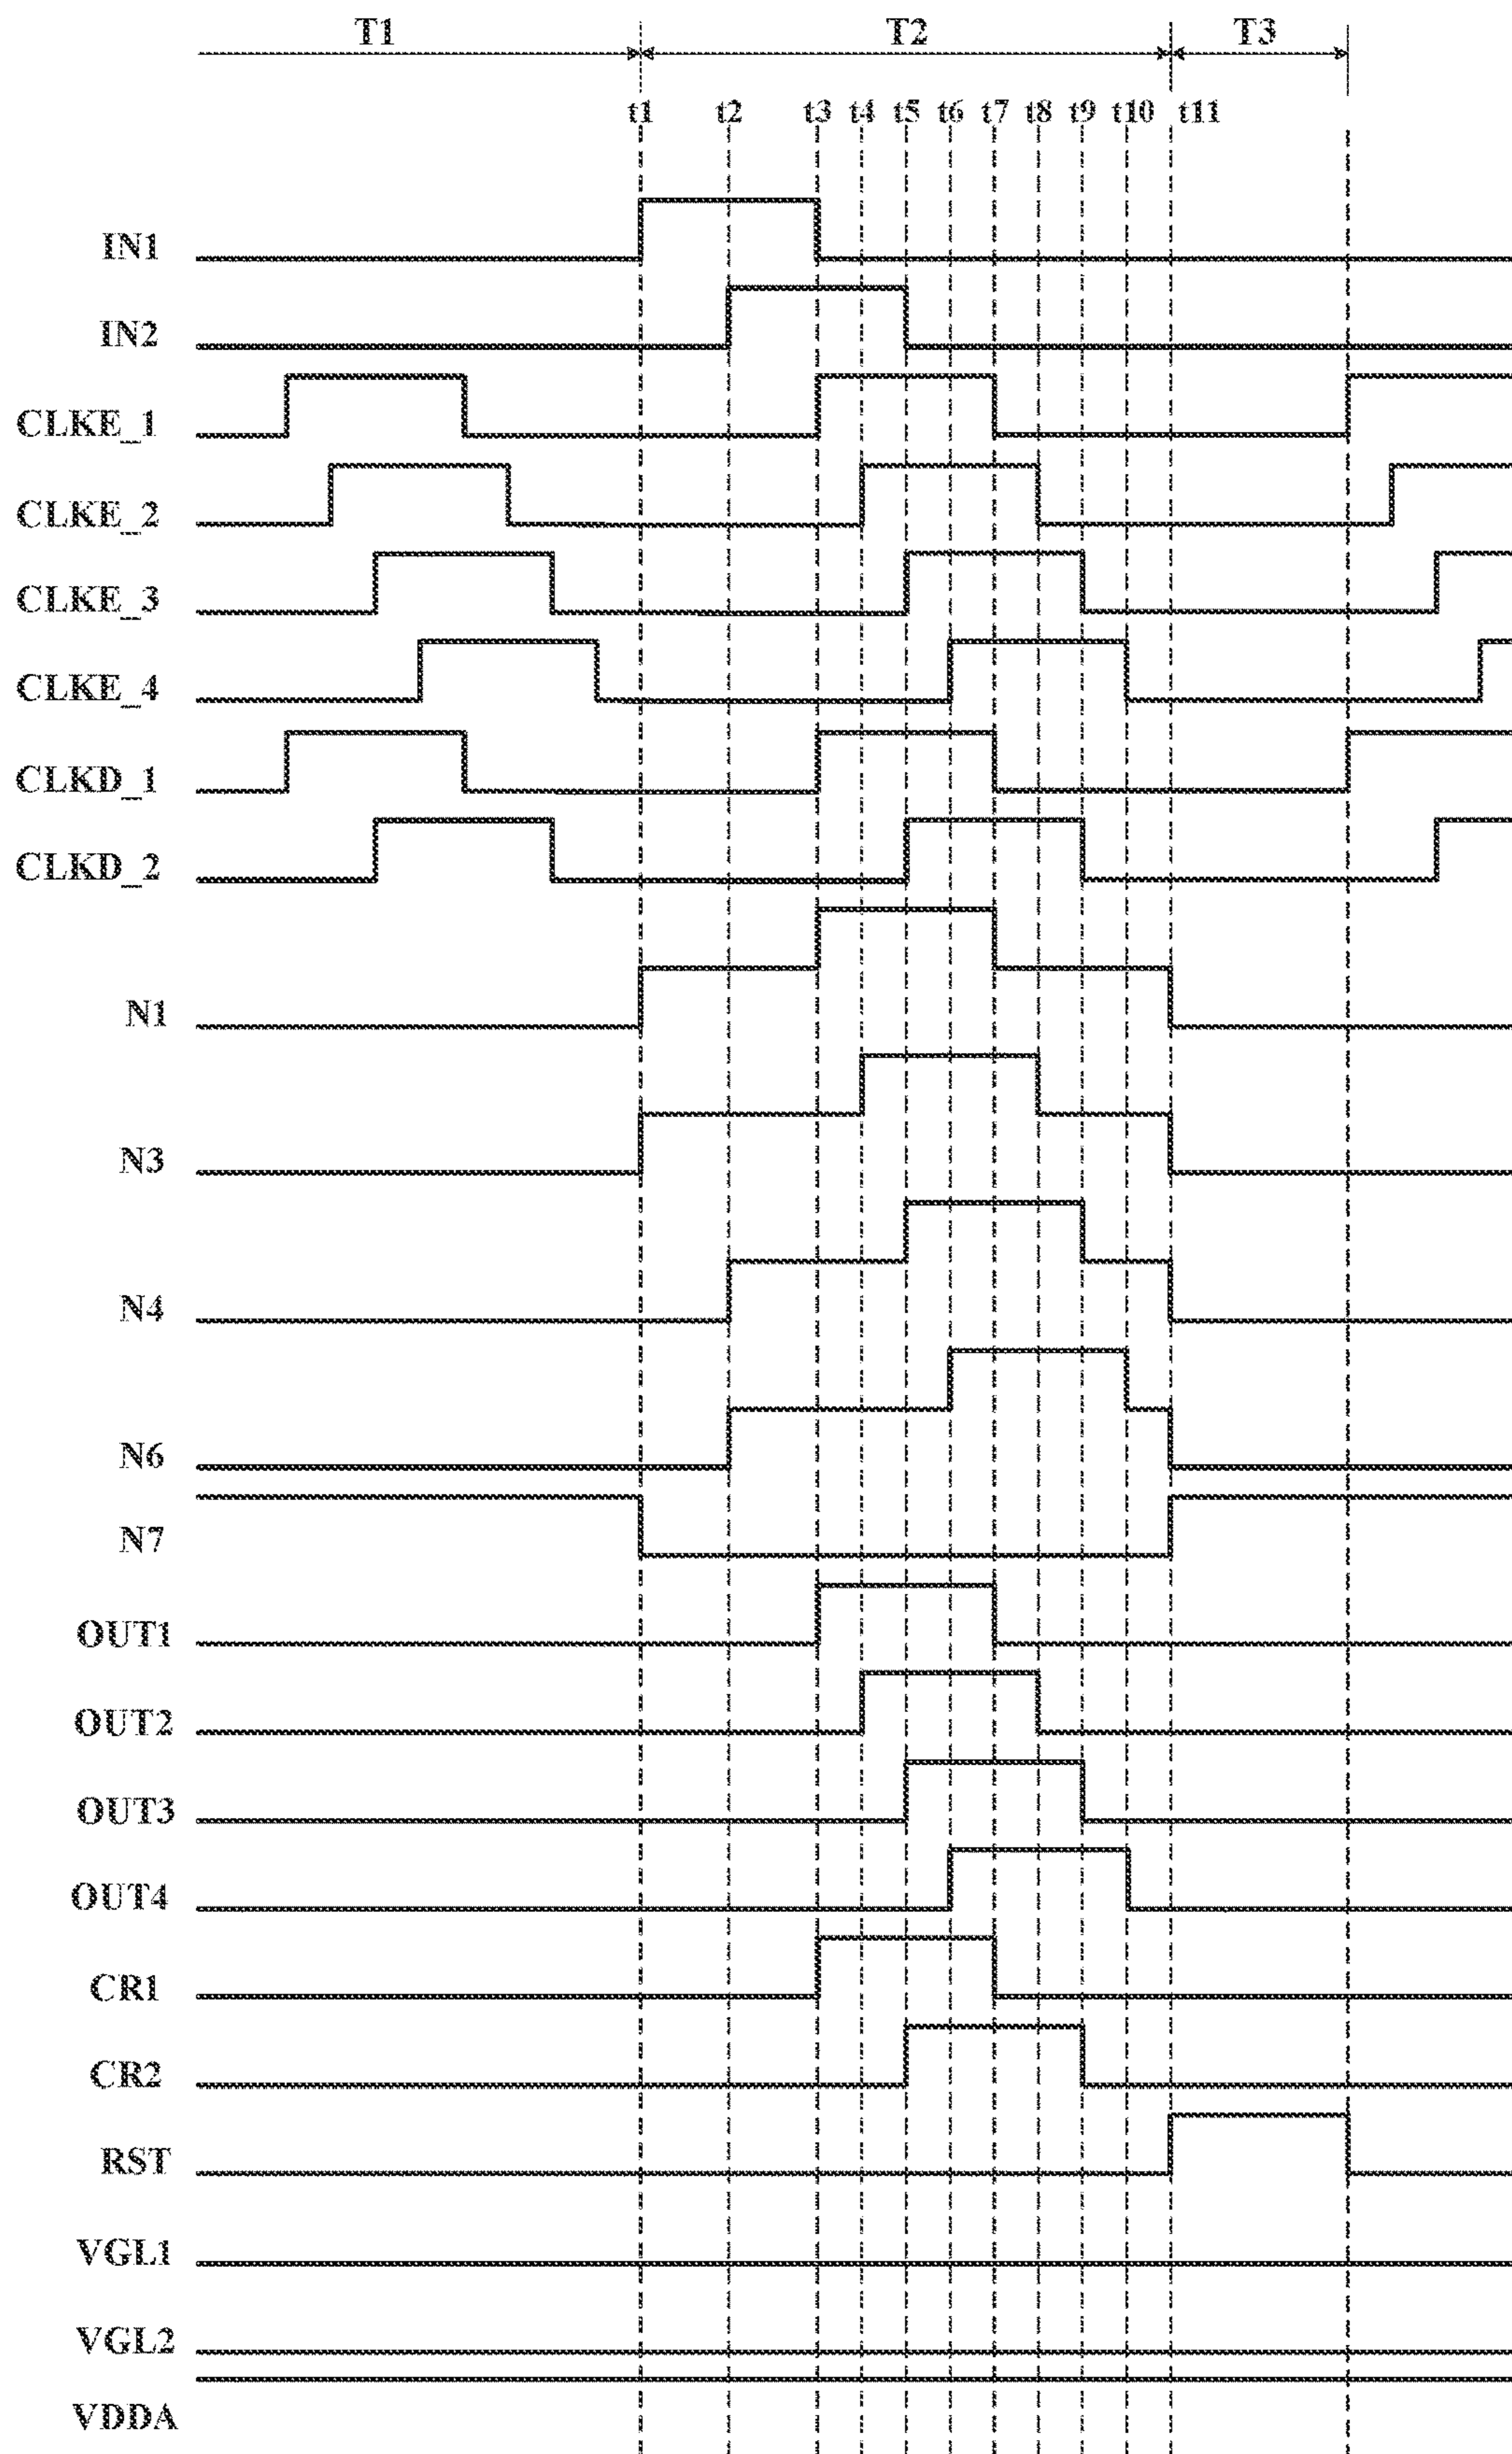 T1 T2 T3
t1 t2 t3 t4 t5 t6 t7 t8 t9 t10 t11
IN1
IN2
CLKE_1
CLKE_2
CLKE_3
CLKE_4
CLKD_1
CLKD_2
N1
N3
N4
N6
N7
OUT1
OUT2
OUT3
OUT4
CR1
CR2
RST
VGL1
VGL2
VDDA